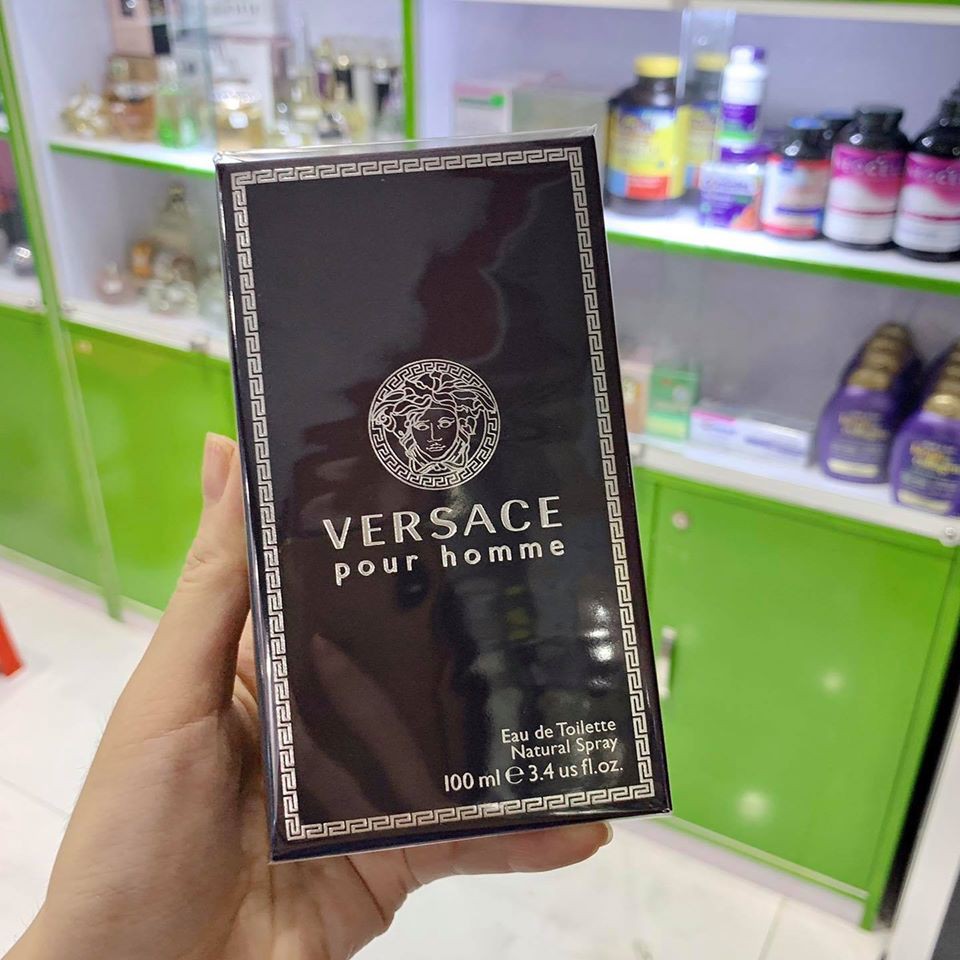 VERSACE
pour homme
Eau de Toilette
Natural Spray
100 ml e 3.4 us fl.oz.